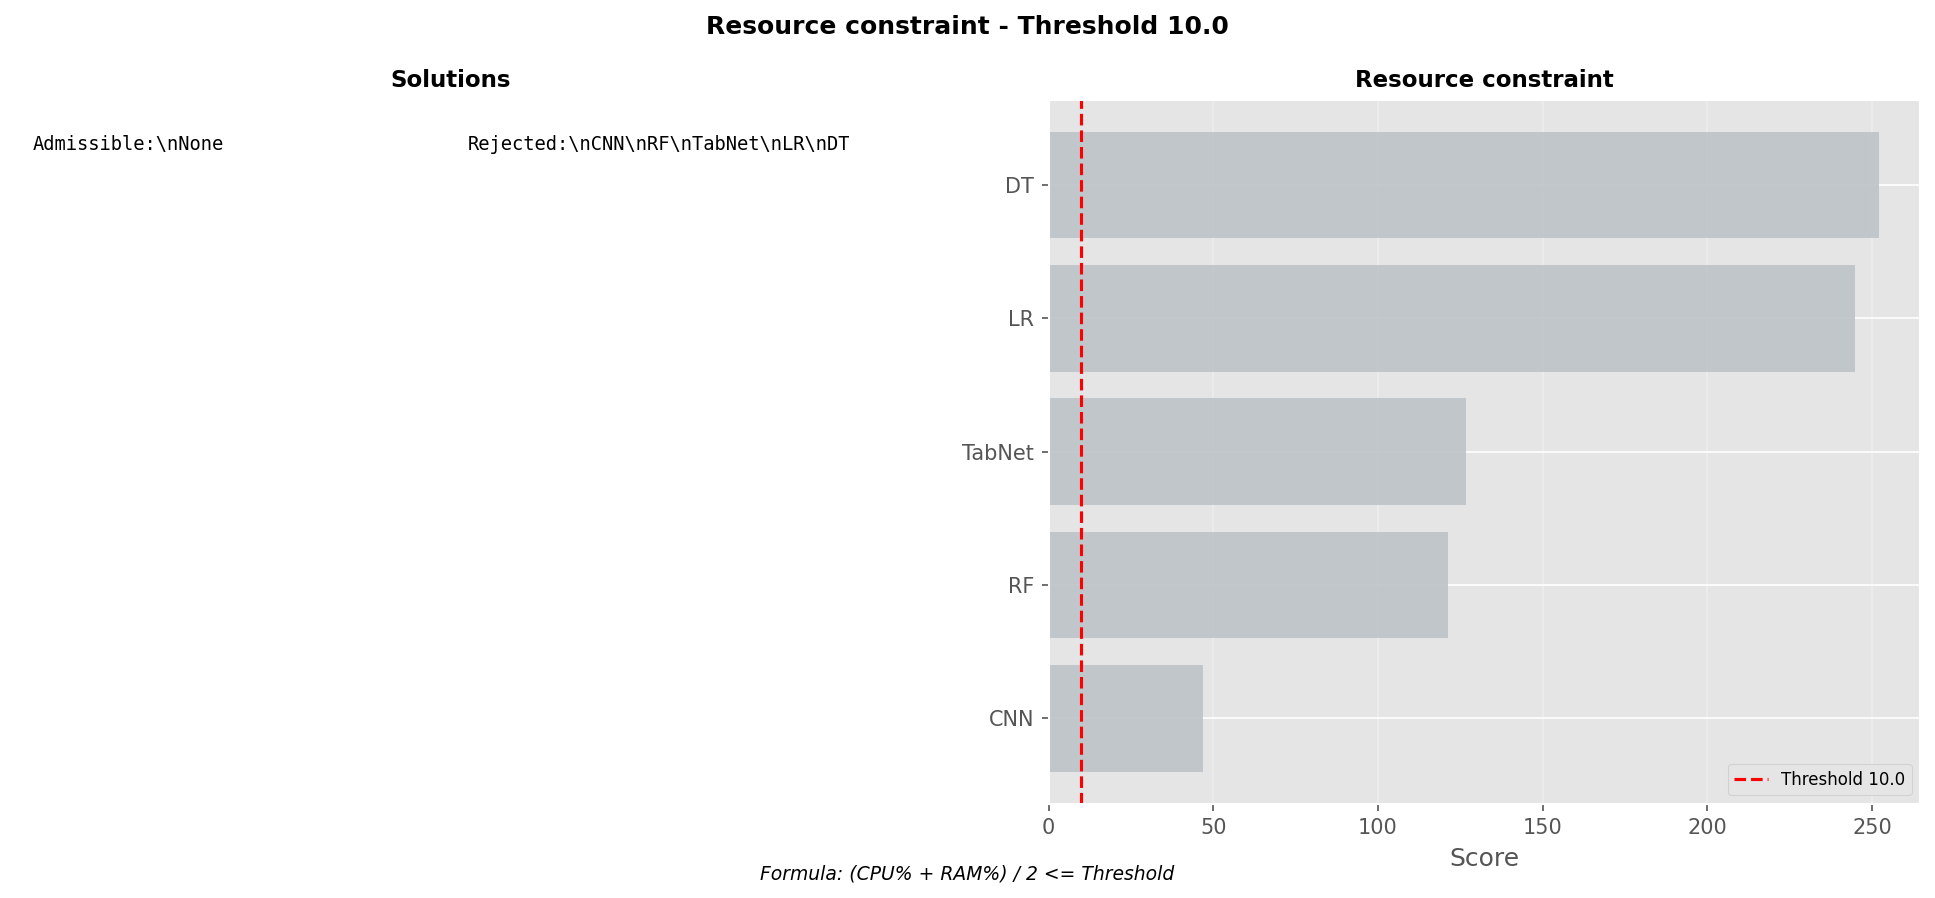 Resource constraint - Threshold 10.0
Solutions
Admissible:\nNone
Rejected:\nCNN\nRF\nTabNet\nLR\nDT
Resource constraint
DT
LR
TabNet
RF
CNN
Threshold 10.0
0 50 100 150 200 250
Score
Formula: (CPU% + RAM%) / 2 <= Threshold